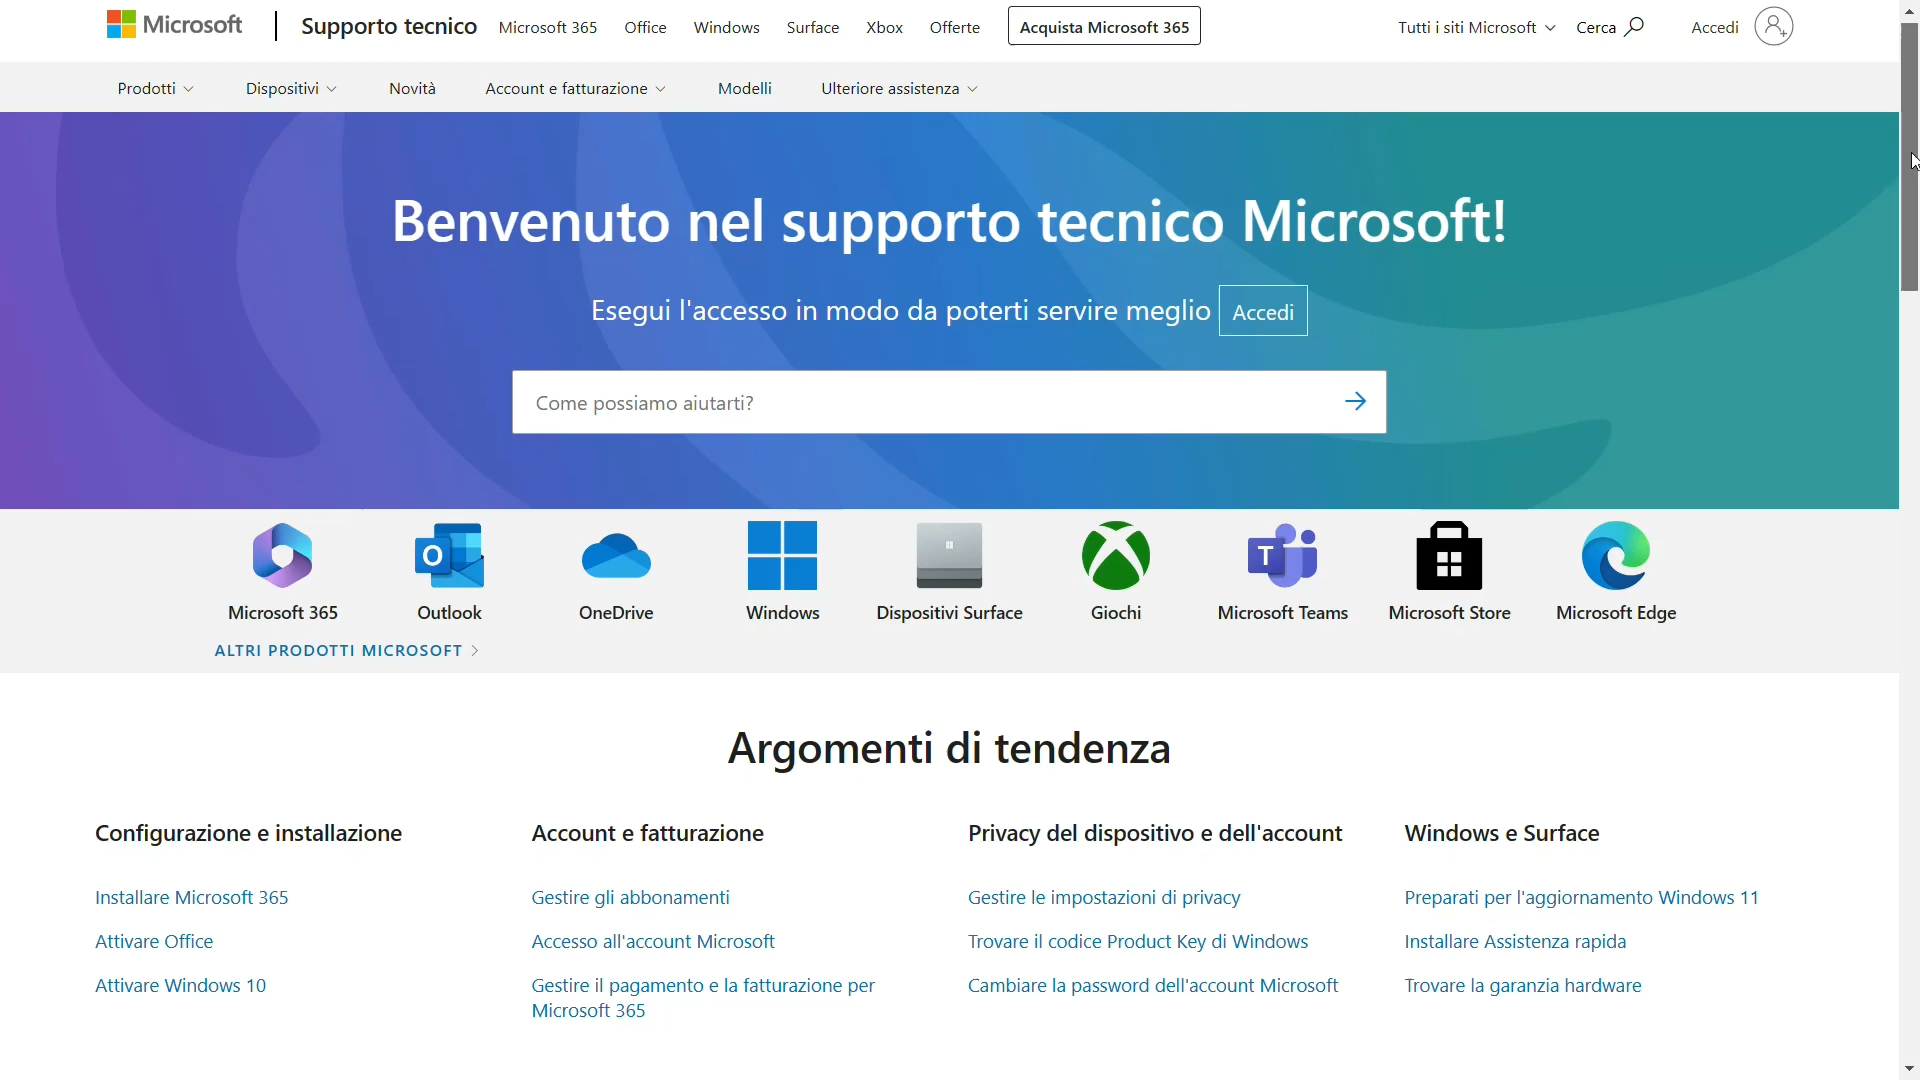 Microsoft
Supporto tecnico
Microsoft 365
Office
Windows
Surface
Xbox
Offerte
Acquista Microsoft 365
Tutti i siti Microsoft
Cerca
Accedi
Prodotti
Dispositivi
Novità
Account e fatturazione
Modelli
Ulteriore assistenza
Benvenuto nel supporto tecnico Microsoft!
Esegui l'accesso in modo da poterti servire meglio
Accedi
Come possiamo aiutarti?
Microsoft 365
Outlook
OneDrive
Windows
Dispositivi Surface
Giochi
Microsoft Teams
Microsoft Store
Microsoft Edge
ALTRI PRODOTTI MICROSOFT
Argomenti di tendenza
Configurazione e installazione
Installare Microsoft 365
Attivare Office
Attivare Windows 10
Account e fatturazione
Gestire gli abbonamenti
Accesso all'account Microsoft
Gestire il pagamento e la fatturazione per
Microsoft 365
Privacy del dispositivo e dell'account
Gestire le impostazioni di privacy
Trovare il codice Product Key di Windows
Cambiare la password dell'account Microsoft
Windows e Surface
Preparati per l'aggiornamento Windows 11
Installare Assistenza rapida
Trovare la garanzia hardware